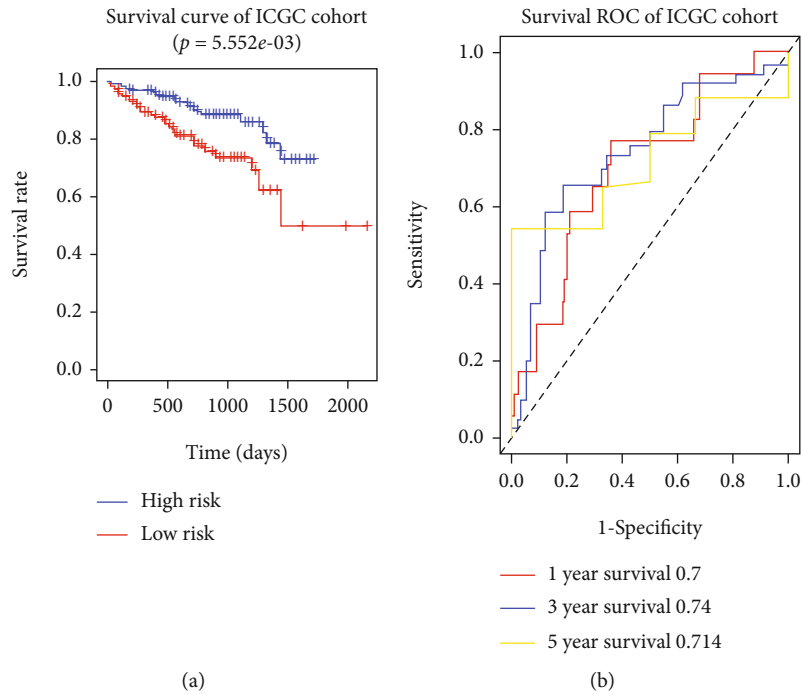 Survival curve of ICGC cohort
(p = 5.552e-03)
Survival rate
1.0
0.8
0.6
0.4
0.2
0.0
0 500 1000 1500 2000
Time (days)
High risk
Low risk
(a)
Survival ROC of ICGC cohort
Sensitivity
1.0
0.8
0.6
0.4
0.2
0.0
0.0 0.2 0.4 0.6 0.8 1.0
1-Specificity
1 year survival 0.7
3 year survival 0.74
5 year survival 0.714
(b)